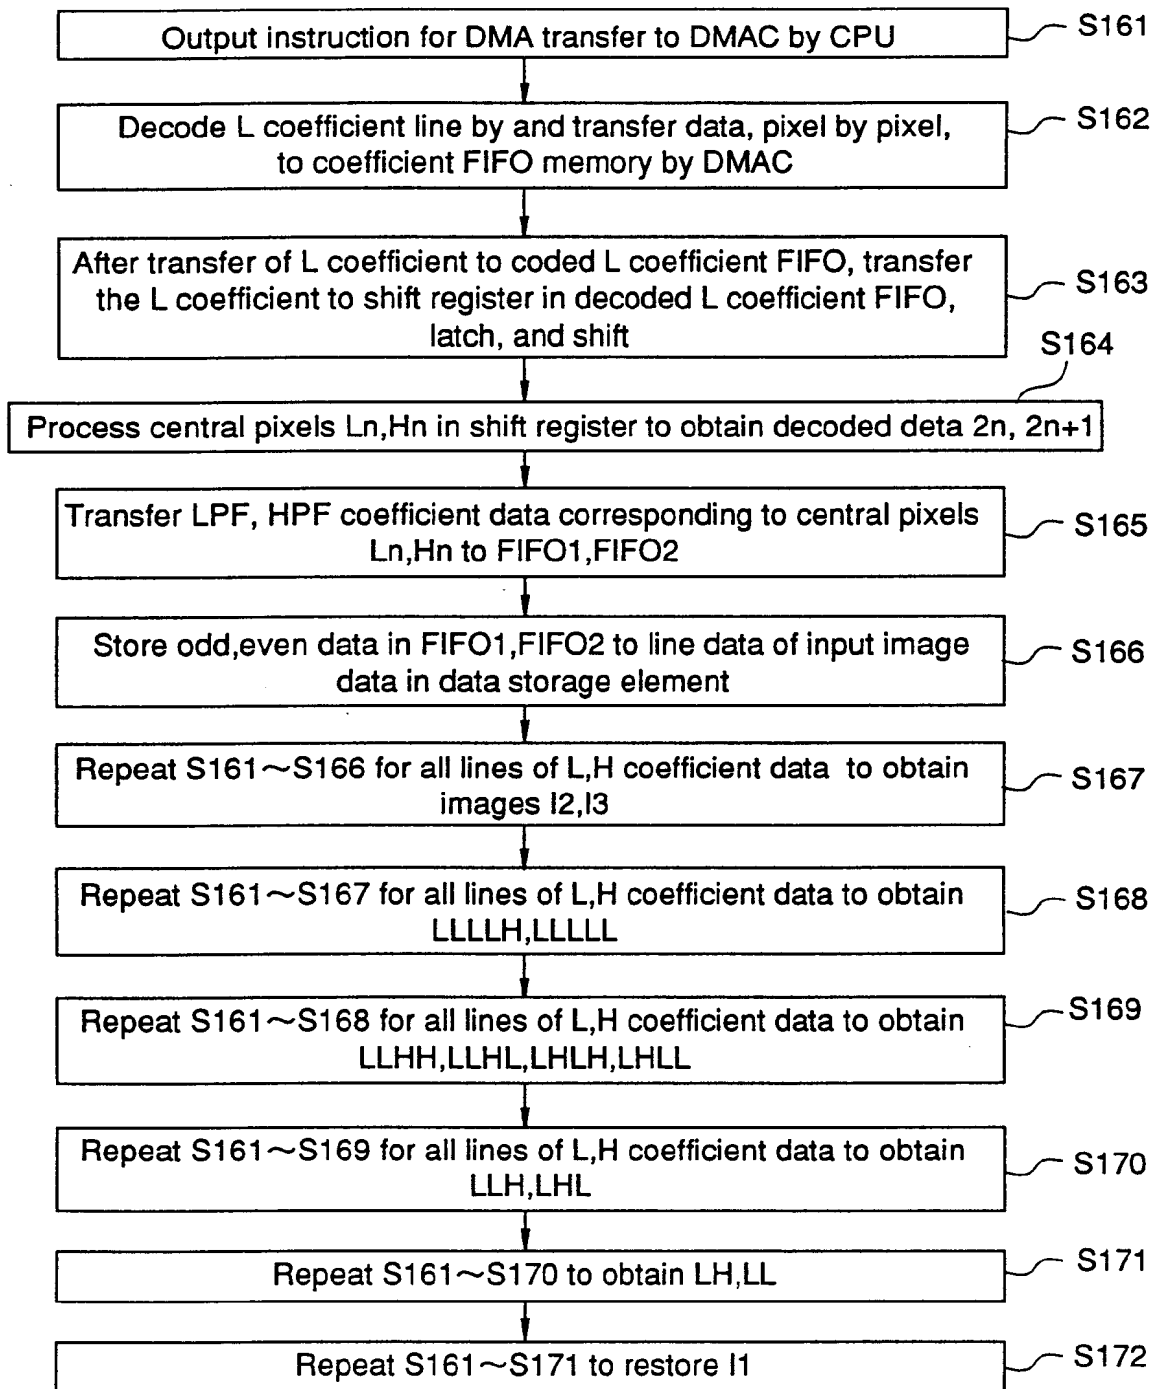 Output instruction for DMA transfer to DMAC by CPU
S161
Decode L coefficient line by and transfer data, pixel by pixel,
to coefficient FIFO memory by DMAC
S162
After transfer of L coefficient to coded L coefficient FIFO, transfer
the L coefficient to shift register in decoded L coefficient FIFO,
latch, and shift
S163
S164
Process central pixels Ln,Hn in shift register to obtain decoded deta 2n, 2n+1
Transfer LPF, HPF coefficient data corresponding to central pixels
Ln,Hn to FIFO1,FIFO2
S165
Store odd,even data in FIFO1,FIFO2 to line data of input image
data in data storage element
S166
Repeat S161~S166 for all lines of L,H coefficient data to obtain
images I2,I3
S167
Repeat S161~S167 for all lines of L,H coefficient data to obtain
LLLLH,LLLLL
S168
Repeat S161~S168 for all lines of L,H coefficient data to obtain
LLHH,LLHL,LHLH,LHLL
S169
Repeat S161~S169 for all lines of L,H coefficient data to obtain
LLH,LHL
S170
Repeat S161~S170 to obtain LH,LL
S171
Repeat S161~S171 to restore I1
S172